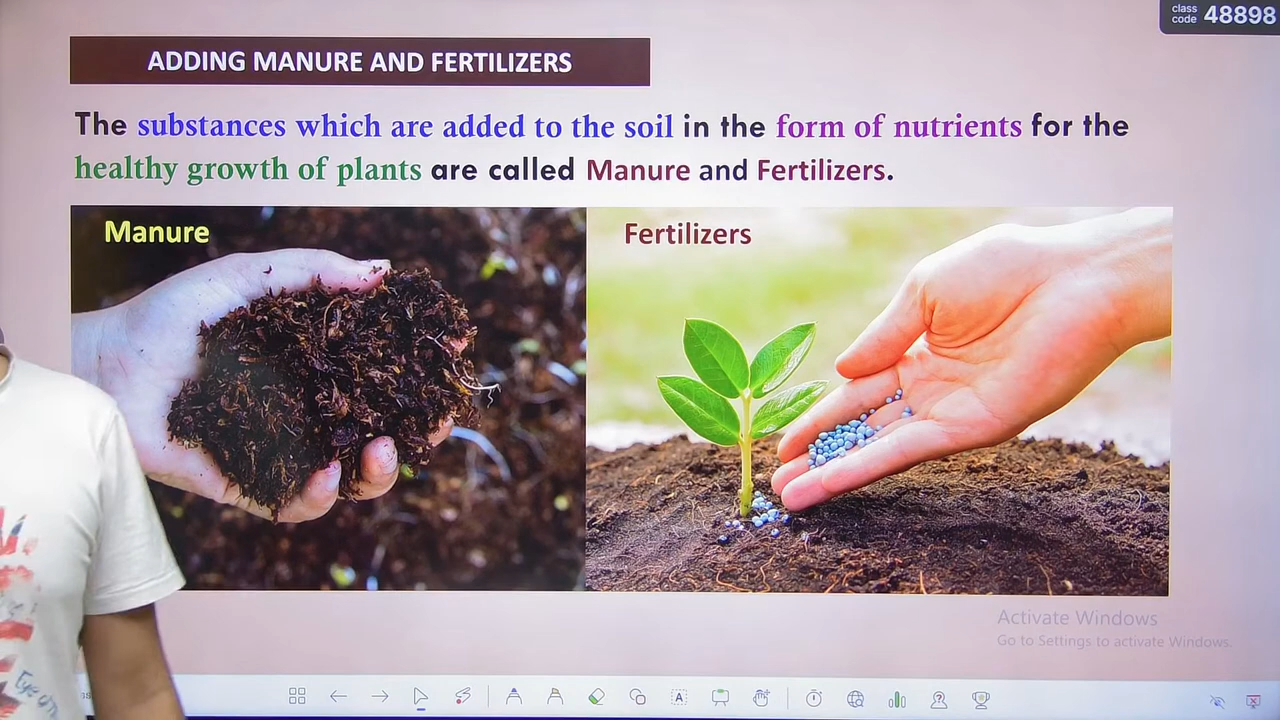 class
code 48898
ADDING MANURE AND FERTILIZERS
The substances which are added to the soil in the form of nutrients for the
healthy growth of plants are called Manure and Fertilizers.
Manure
Fertilizers
Activate Windows
Go to Settings to activate Windows.
A